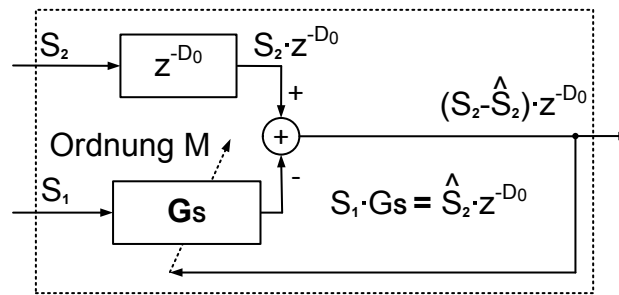 S₂
z⁻ᴰ⁰
S₂·z⁻ᴰ⁰
+
(S₂-Ŝ₂)·z⁻ᴰ⁰
+
Ordnung M
-
S₁
Gs
S₁·Gs = Ŝ₂·z⁻ᴰ⁰